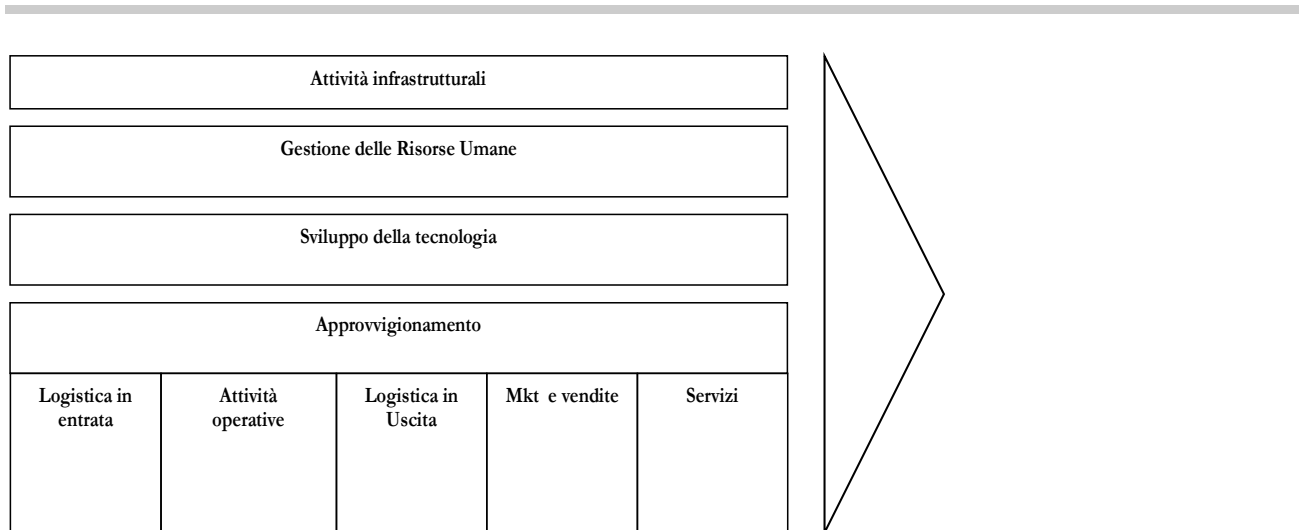 Attività infrastrutturali
Gestione delle Risorse Umane
Sviluppo della tecnologia
Approvvigionamento
Logistica in
entrata
Attività
operative
Logistica in
Uscita
Mkt e vendite
Servizi